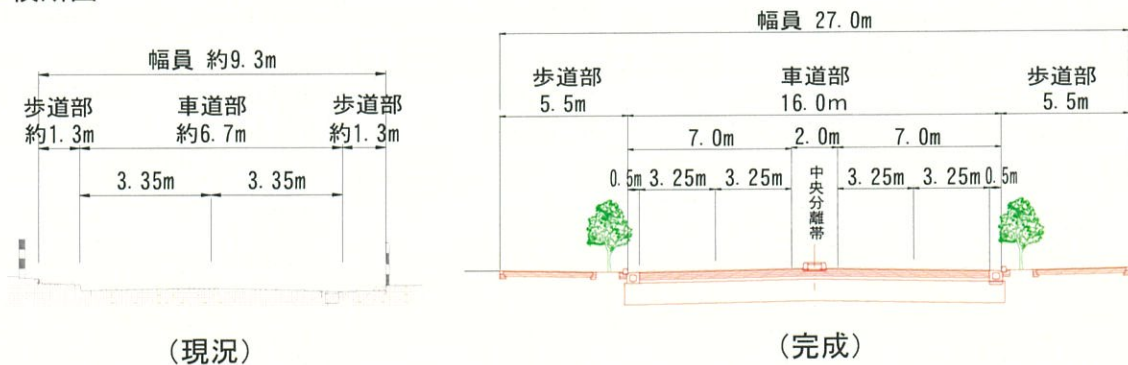 幅員 約9.3m
歩道部 車道部 歩道部
約1.3m 約6.7m 約1.3m
3.35m 3.35m
(現況)
幅員 27.0m
歩道部 車道部 歩道部
5.5m 16.0m 5.5m
7.0m 2.0m 7.0m
0.5m 3.25m 3.25m 中央分離帯 3.25m 3.25m 0.5m
(完成)